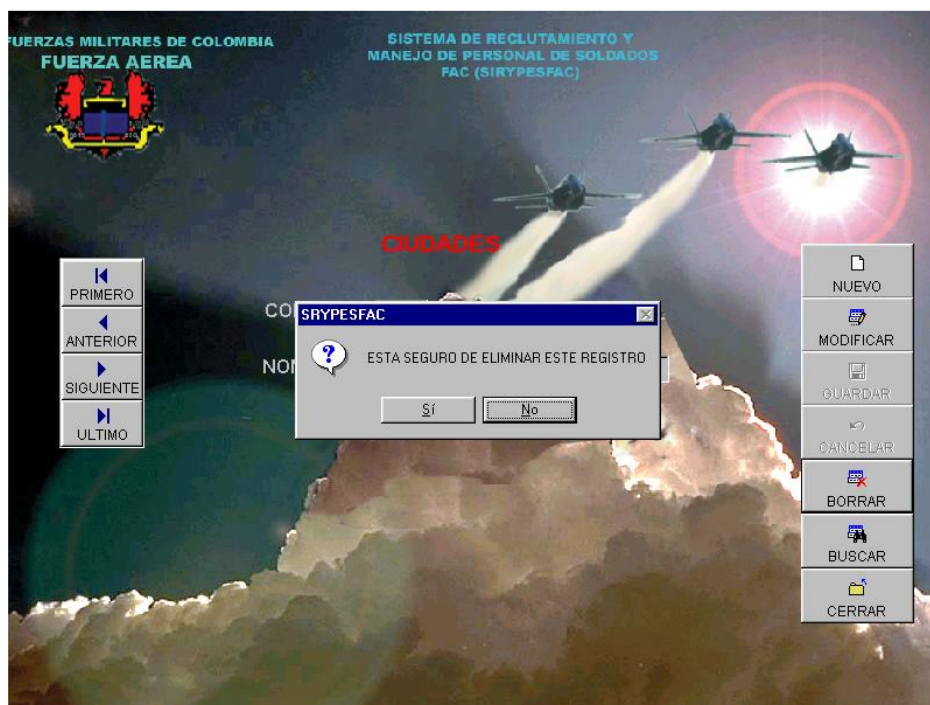 FUERZAS MILITARES DE COLOMBIA
FUERZA AEREA
SISTEMA DE RECLUTAMIENTO Y
MANEJO DE PERSONAL DE SOLDADOS
FAC (SIRYPESFAC)
CIUDADES
PRIMERO
ANTERIOR
SIGUIENTE
ULTIMO
SRYPESFAC
ESTA SEGURO DE ELIMINAR ESTE REGISTRO
Sí
No
NUEVO
MODIFICAR
GUARDAR
CANCELAR
BORRAR
BUSCAR
CERRAR